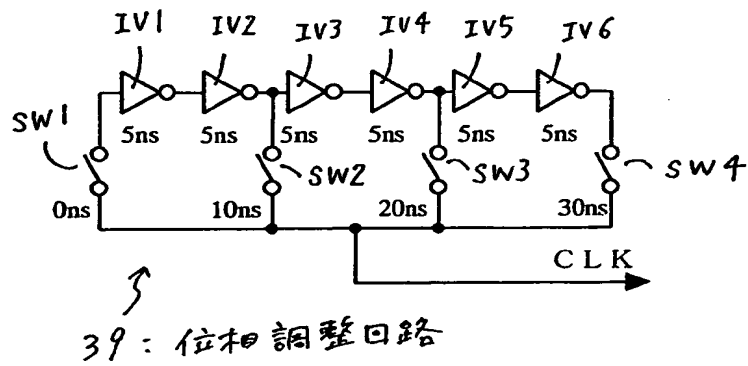 IV1 IV2 IV3 IV4 IV5 IV6
SW1 5ns 5ns 5ns 5ns 5ns 5ns
SW2 SW3 SW4
0ns 10ns 20ns 30ns
CLK
39:位相調整回路